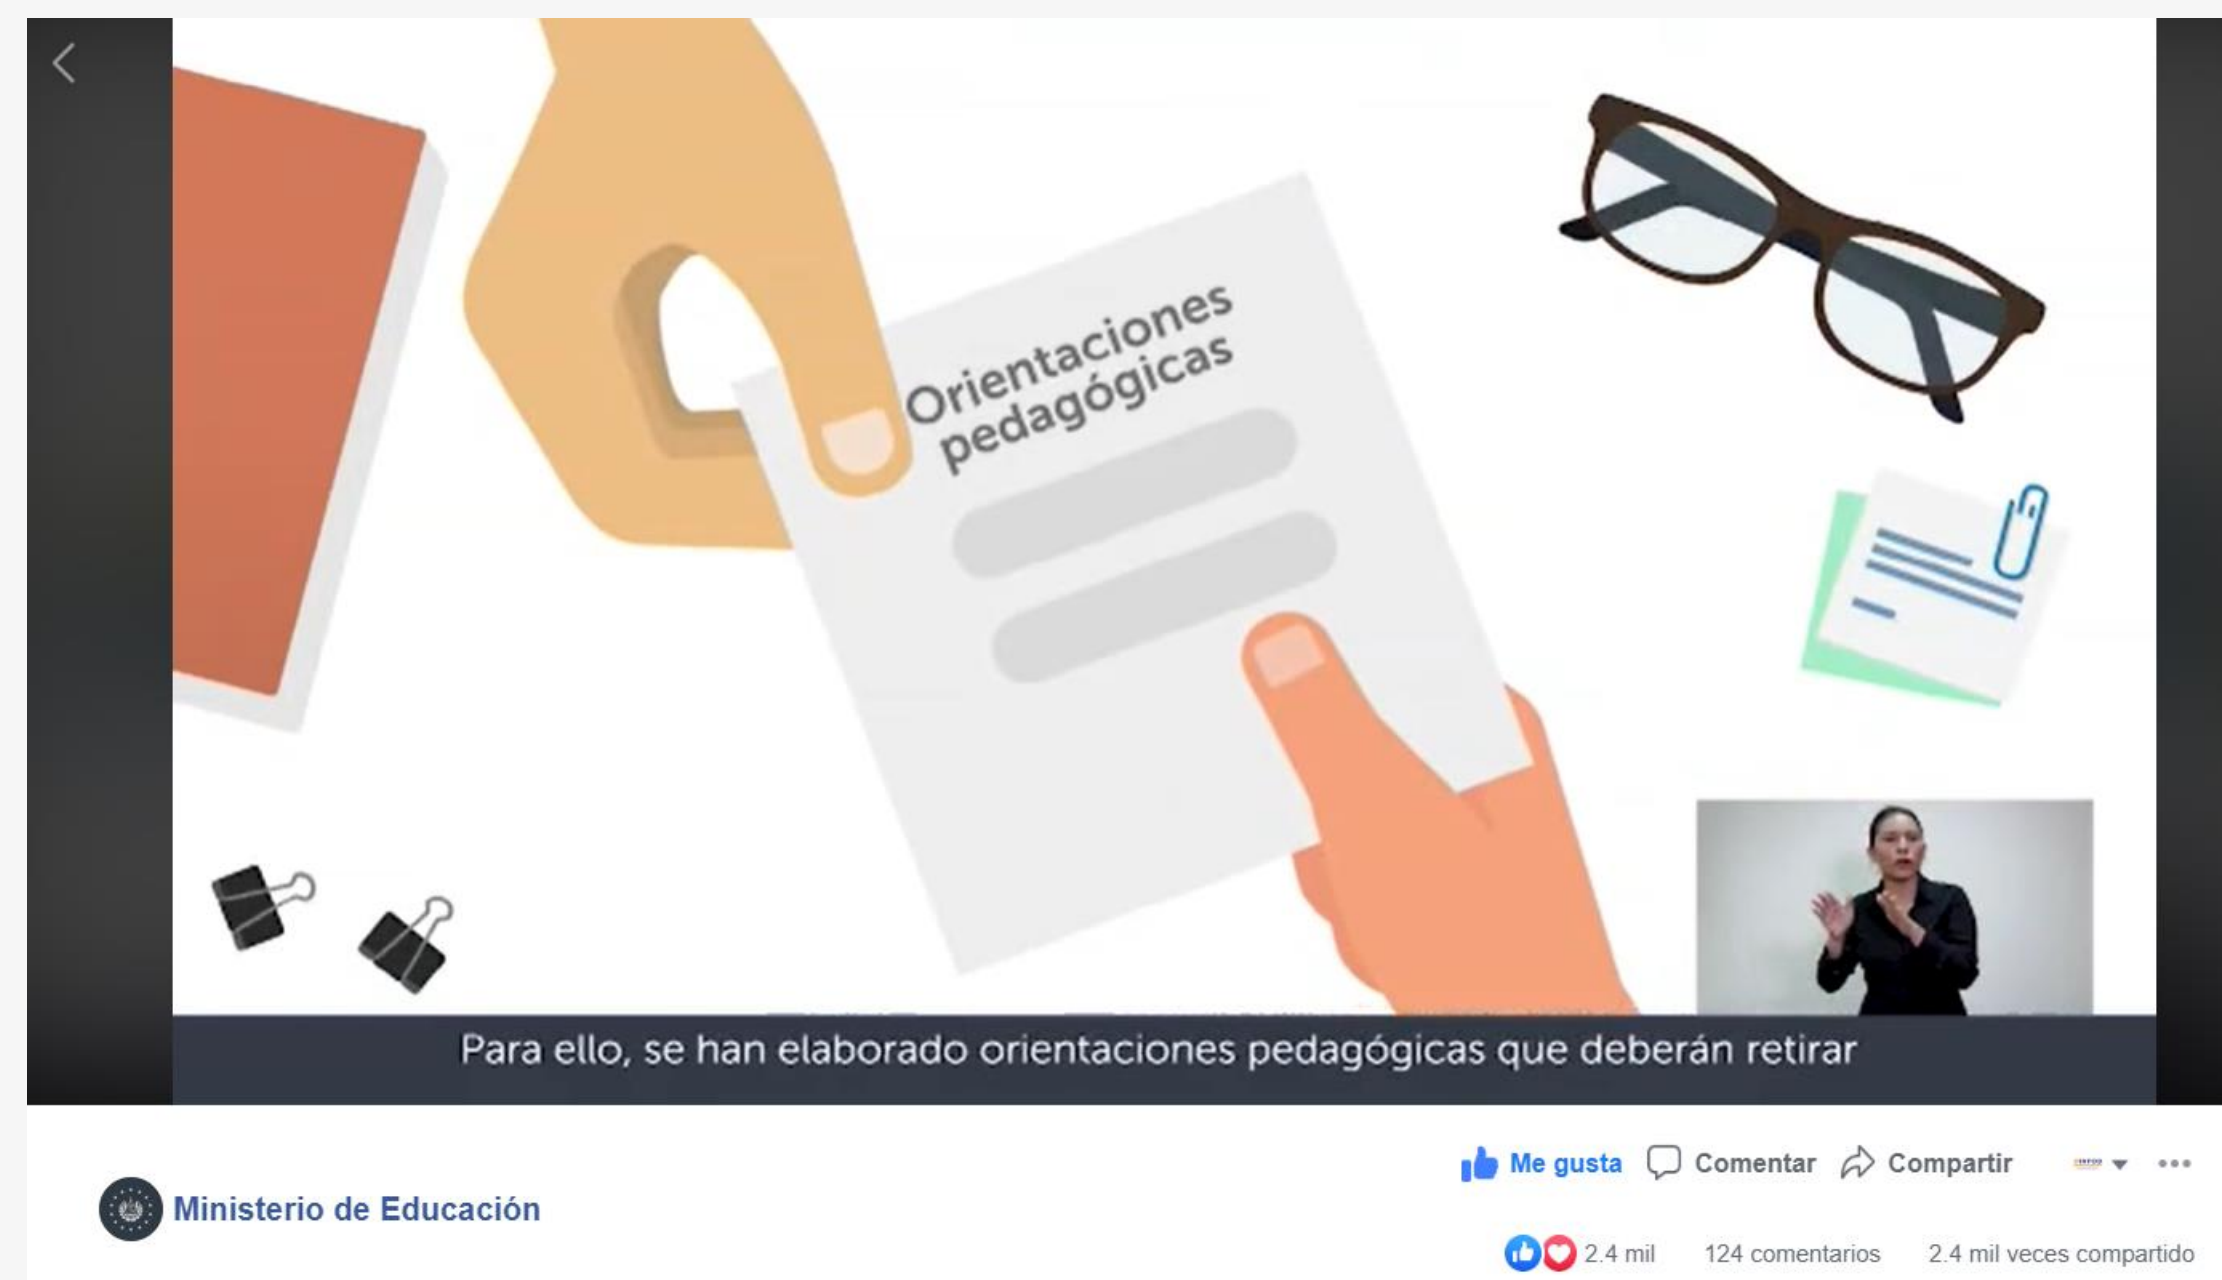 Orientaciones
pedagógicas
Para ello, se han elaborado orientaciones pedagógicas que deberán retirar
Me gusta Comentar Compartir
Ministerio de Educación
2.4 mil 124 comentarios 2.4 mil veces compartido